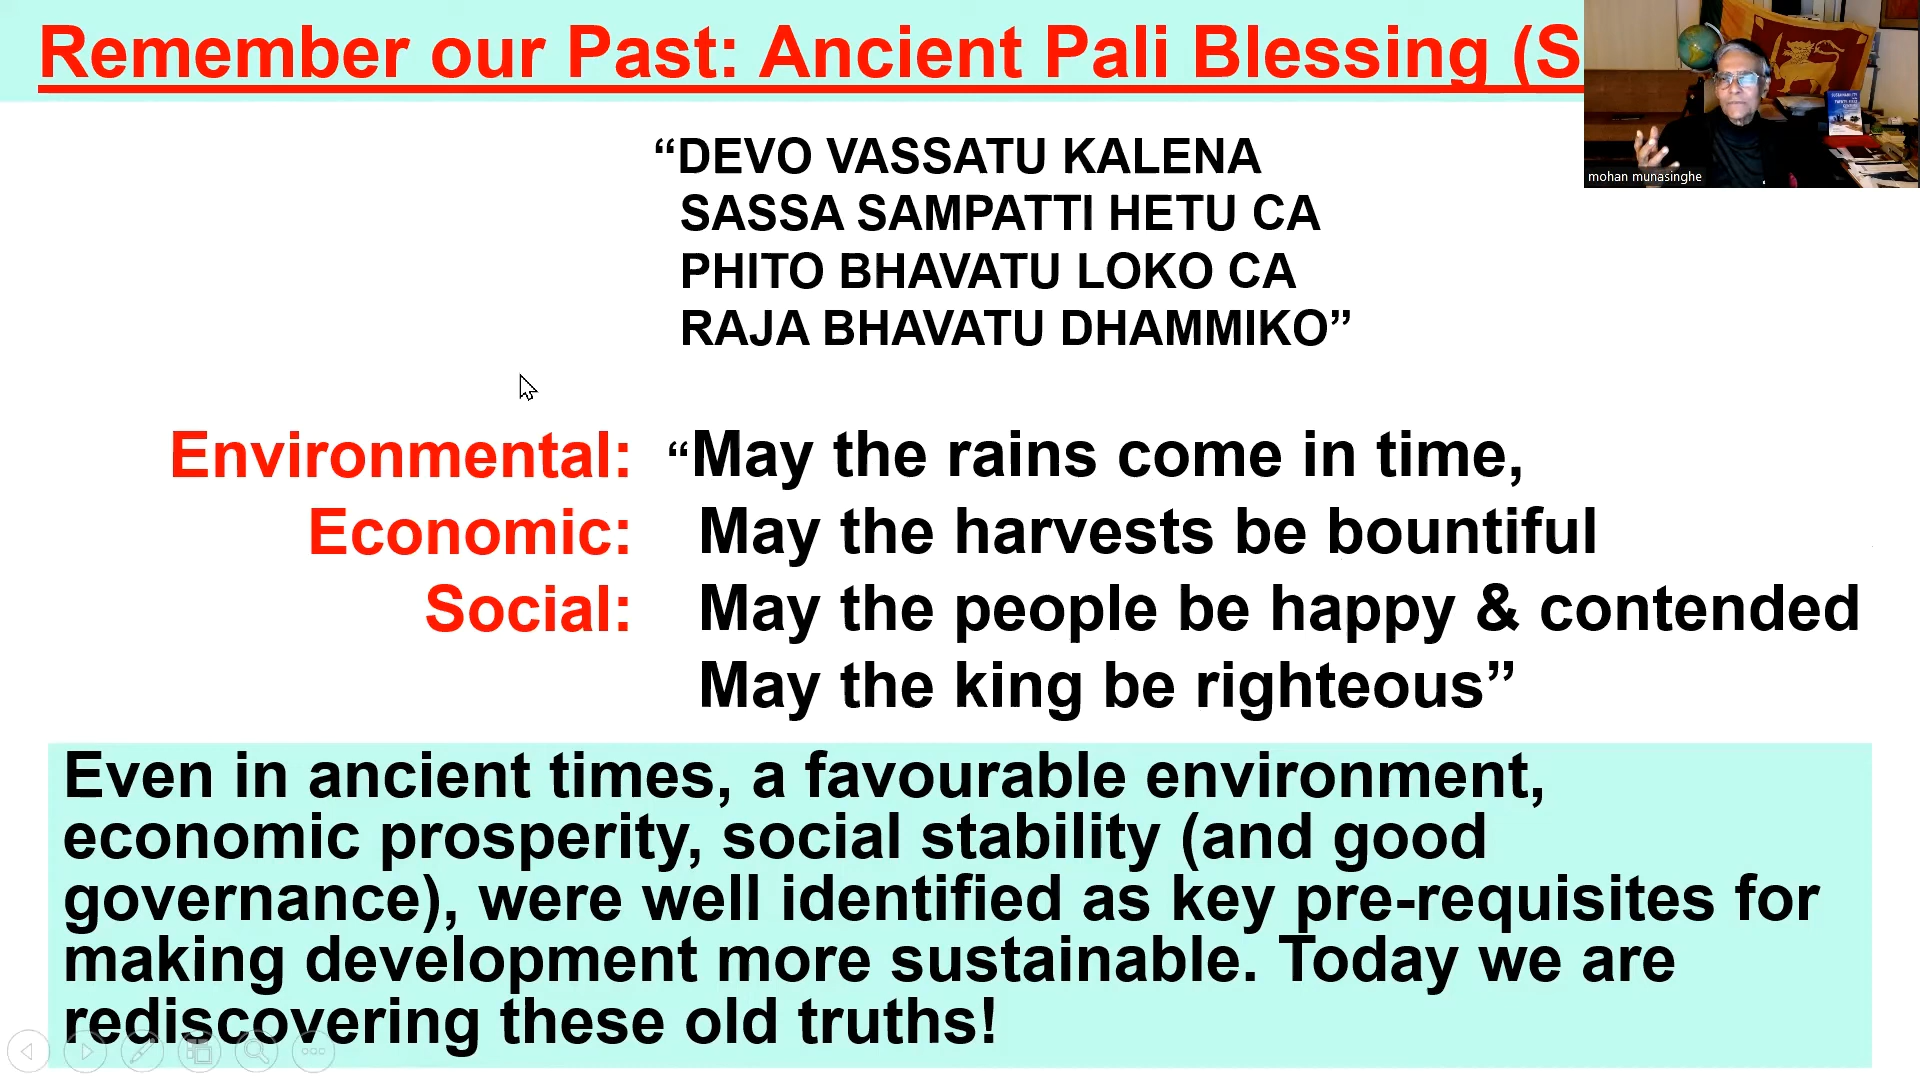 Remember our Past: Ancient Pali Blessing (S
mohan munasinghe
“DEVO VASSATU KALENA
SASSA SAMPATTI HETU CA
PHITO BHAVATU LOKO CA
RAJA BHAVATU DHAMMIKO”
Environmental: “May the rains come in time,
Economic: May the harvests be bountiful
Social: May the people be happy & contended
May the king be righteous”
Even in ancient times, a favourable environment,
economic prosperity, social stability (and good
governance), were well identified as key pre-requisites for
making development more sustainable. Today we are
rediscovering these old truths!